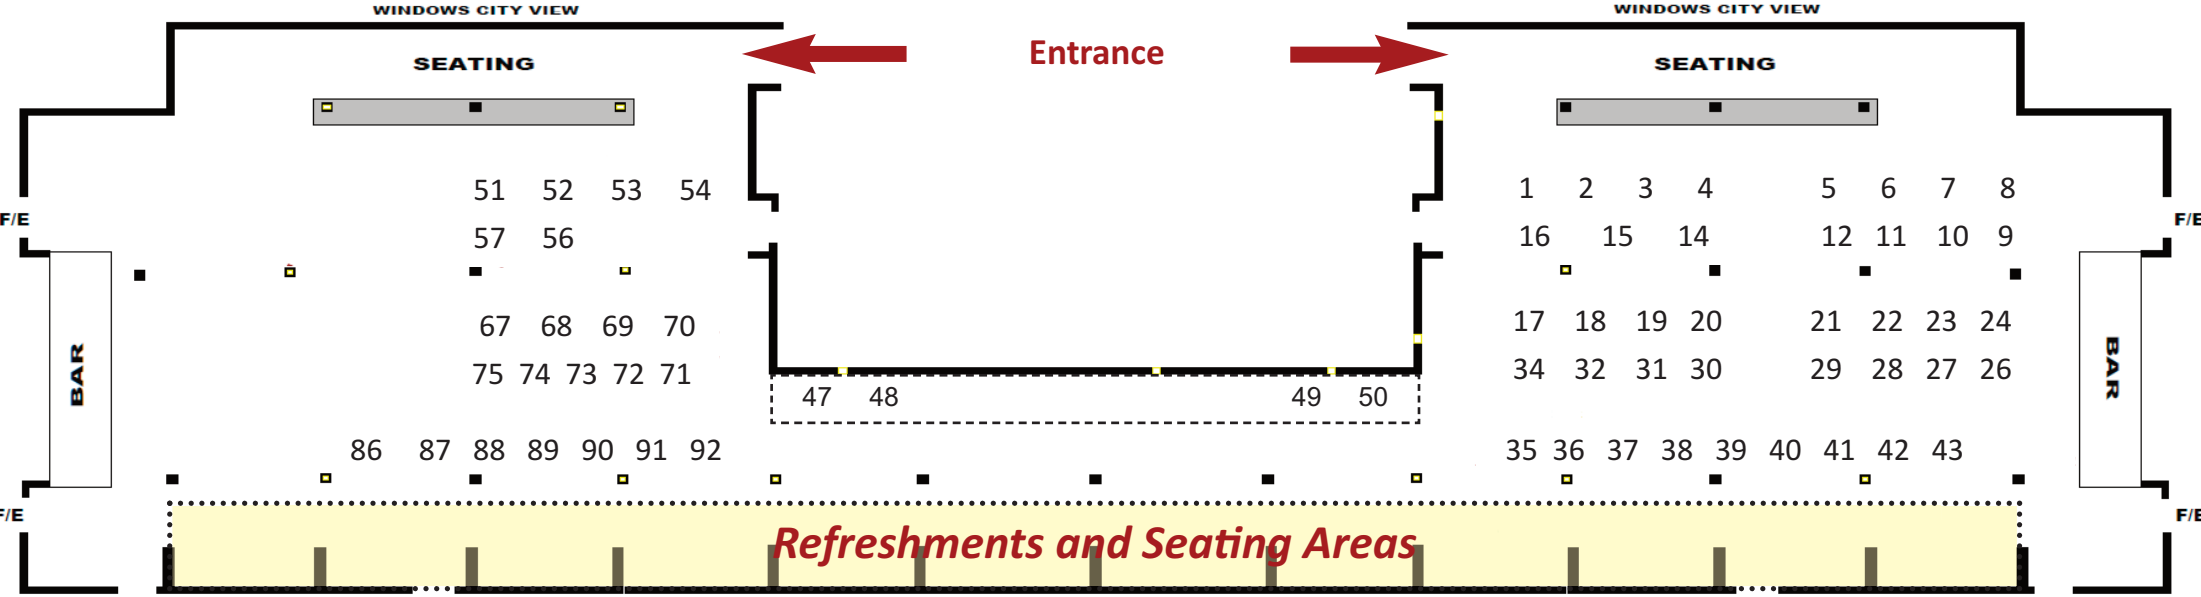 WINDOWS CITY VIEW
WINDOWS CITY VIEW
Entrance
SEATING
SEATING
51 52 53 54
1 2 3 4 5 6 7 8
F/E
F/E
57 56
16 15 14 12 11 10 9
67 68 69 70
17 18 19 20 21 22 23 24
BAR
BAR
75 74 73 72 71
34 32 31 30 29 28 27 26
47 48 49 50
86 87 88 89 90 91 92
35 36 37 38 39 40 41 42 43
F/E
F/E
Refreshments and Seating Areas